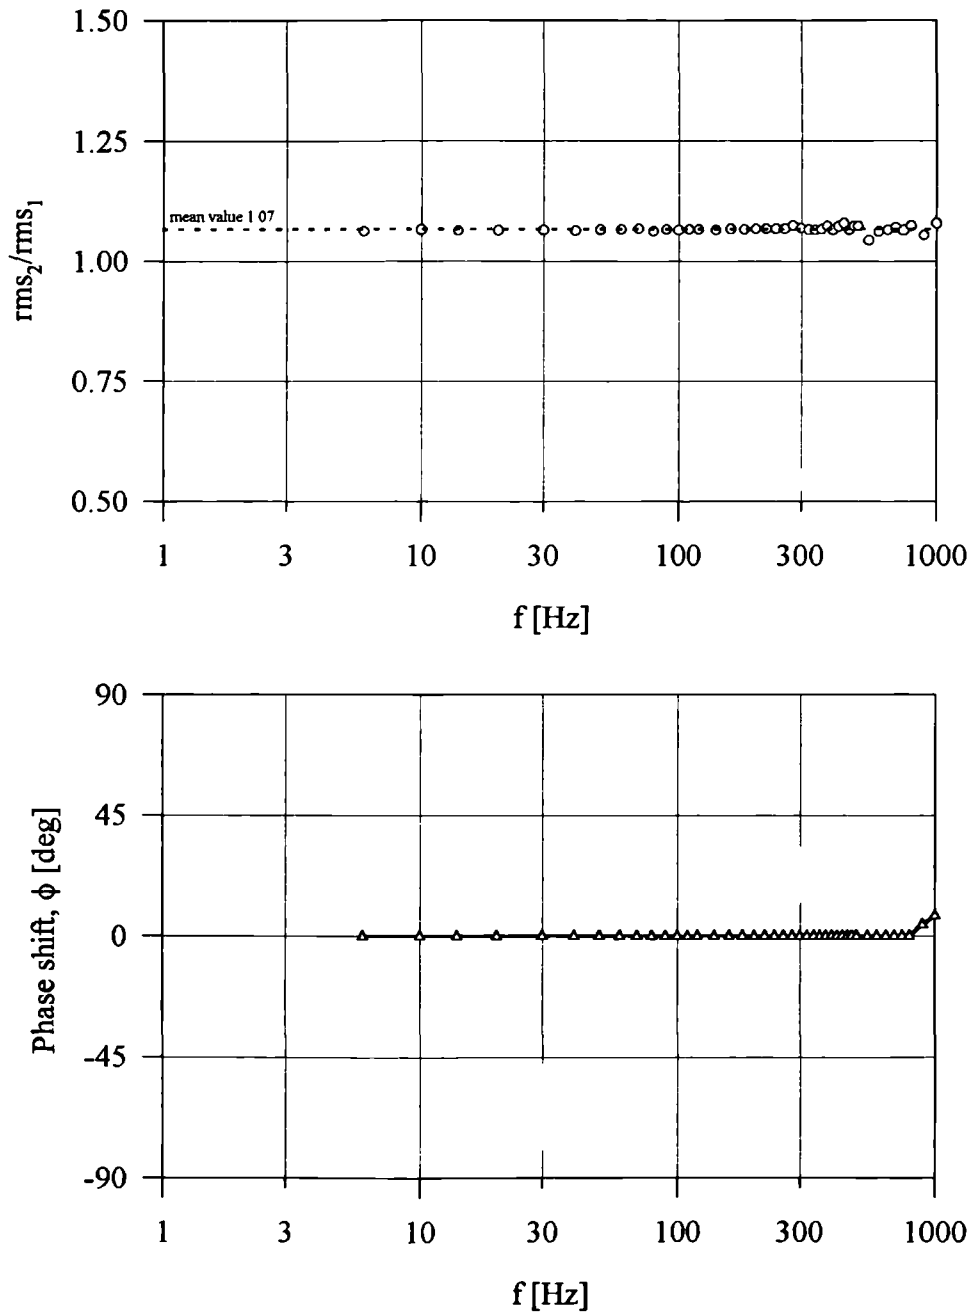 1.50
1.25
mean value 1 07
1.00
0.75
0.50
rms₂/rms₁
1 3 10 30 100 300 1000
f [Hz]
90
45
0
-45
-90
Phase shift, ϕ [deg]
1 3 10 30 100 300 1000
f [Hz]